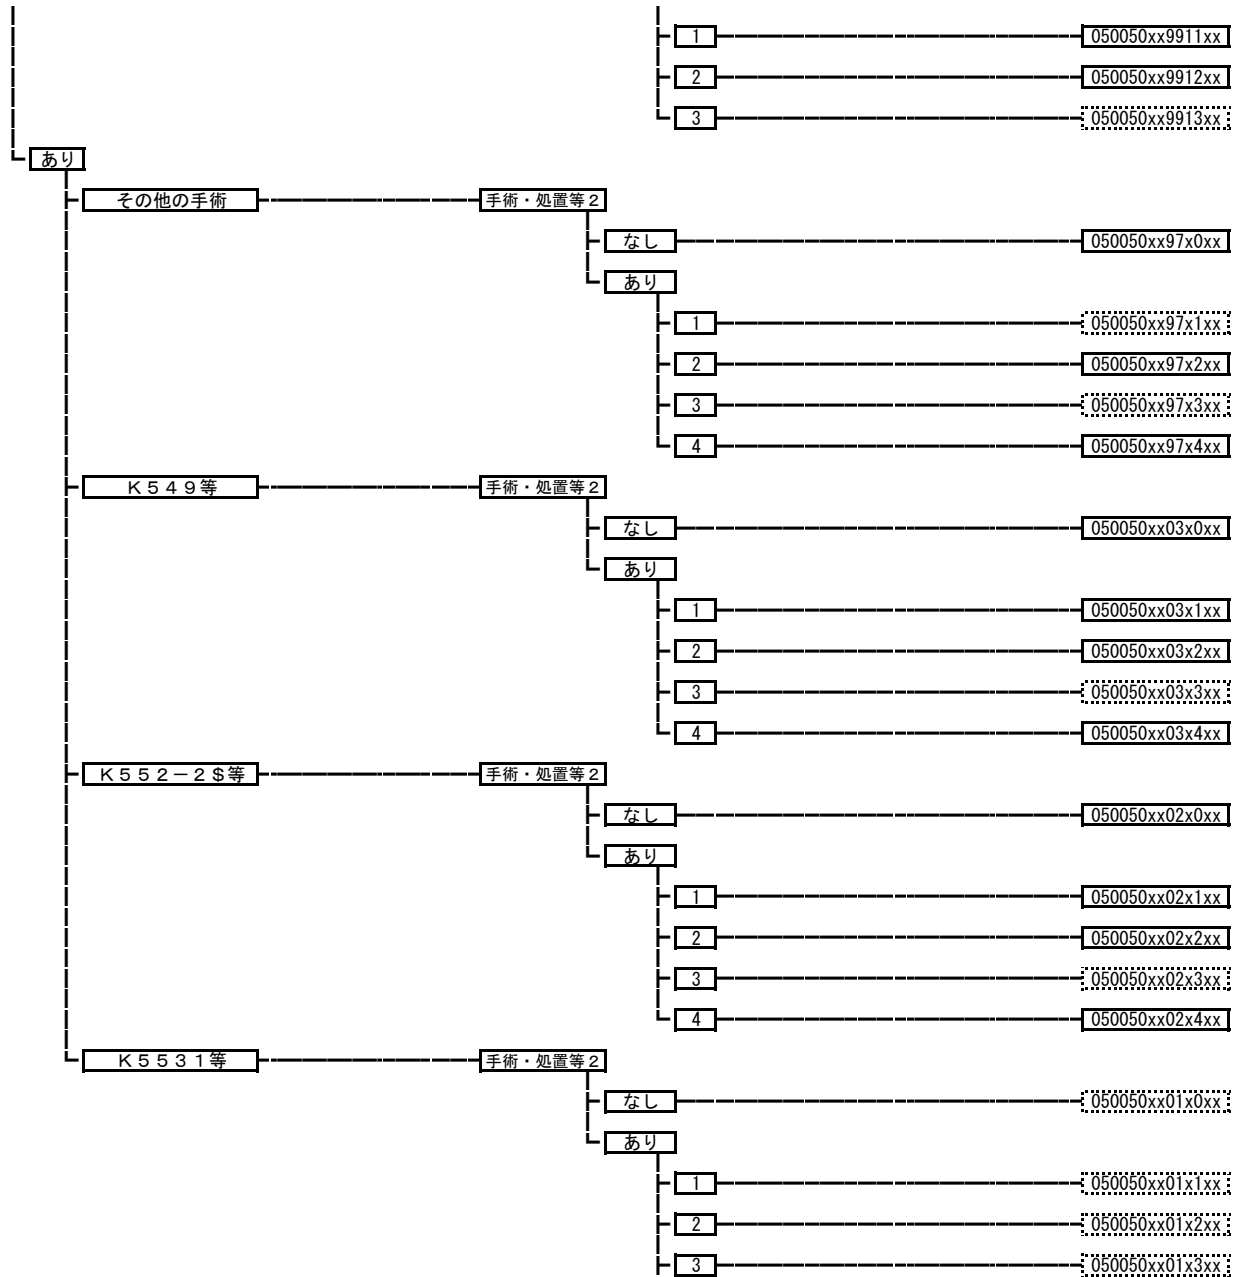 1 050050xx9911xx
2 050050xx9912xx
3 050050xx9913xx
あり
その他の手術 手術・処置等2
なし 050050xx97x0xx
あり
1 050050xx97x1xx
2 050050xx97x2xx
3 050050xx97x3xx
4 050050xx97x4xx
K549等 手術・処置等2
なし 050050xx03x0xx
あり
1 050050xx03x1xx
2 050050xx03x2xx
3 050050xx03x3xx
4 050050xx03x4xx
K552-2$等 手術・処置等2
なし 050050xx02x0xx
あり
1 050050xx02x1xx
2 050050xx02x2xx
3 050050xx02x3xx
4 050050xx02x4xx
K5531等 手術・処置等2
なし 050050xx01x0xx
あり
1 050050xx01x1xx
2 050050xx01x2xx
3 050050xx01x3xx